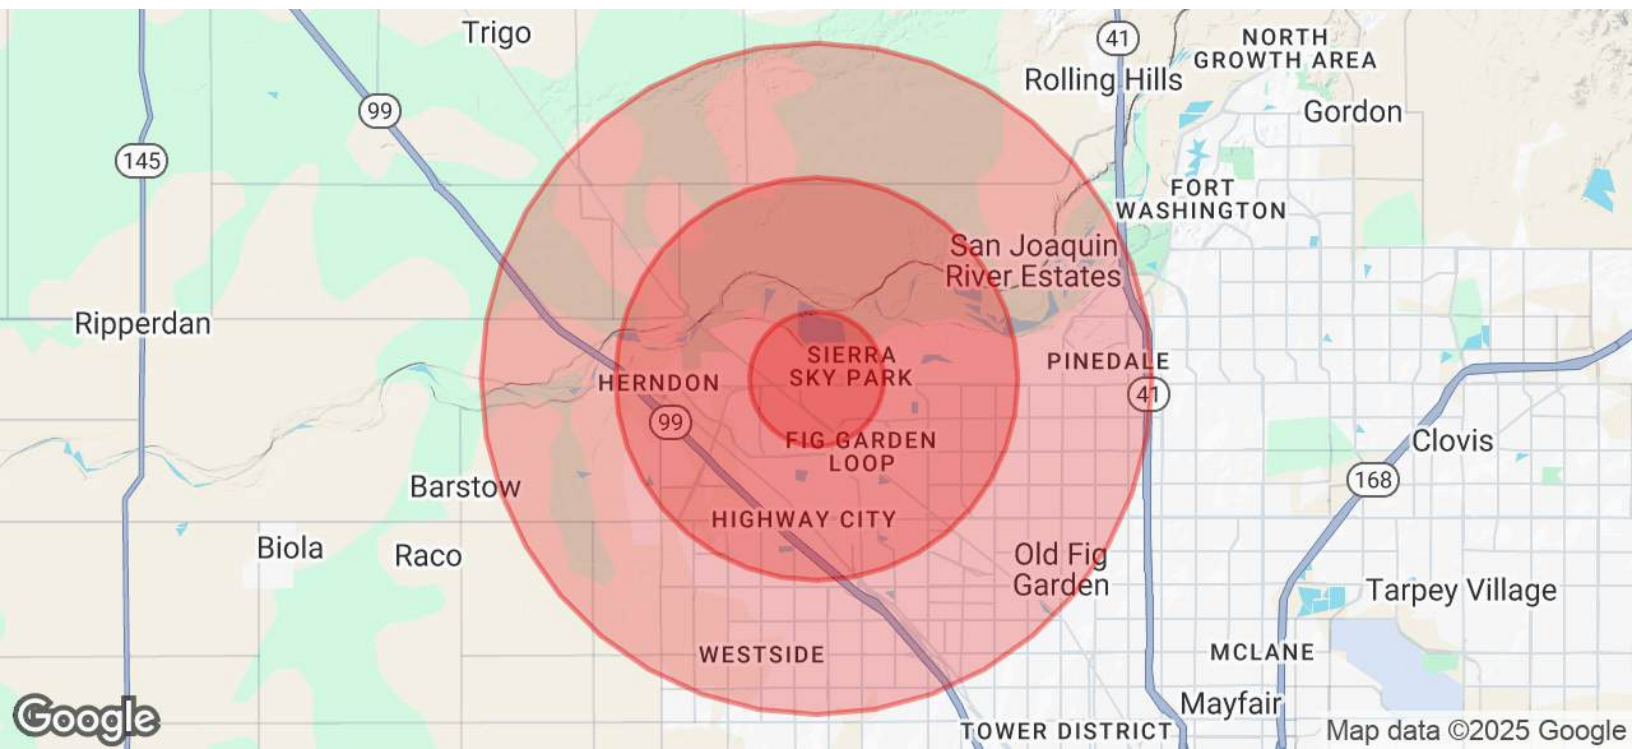 Trigo
41
NORTH
GROWTH AREA
Rolling Hills
99
Gordon
145
FORT
WASHINGTON
San Joaquin
River Estates
Ripperdan
SIERRA
SKY PARK
PINEDALE
HERNDON
41
99
FIG GARDEN
LOOP
Clovis
168
Barstow
HIGHWAY CITY
Biola
Raco
Old Fig
Garden
Tarpey Village
WESTSIDE
MCLANE
Mayfair
Google
TOWER DISTRICT
Map data ©2025 Google